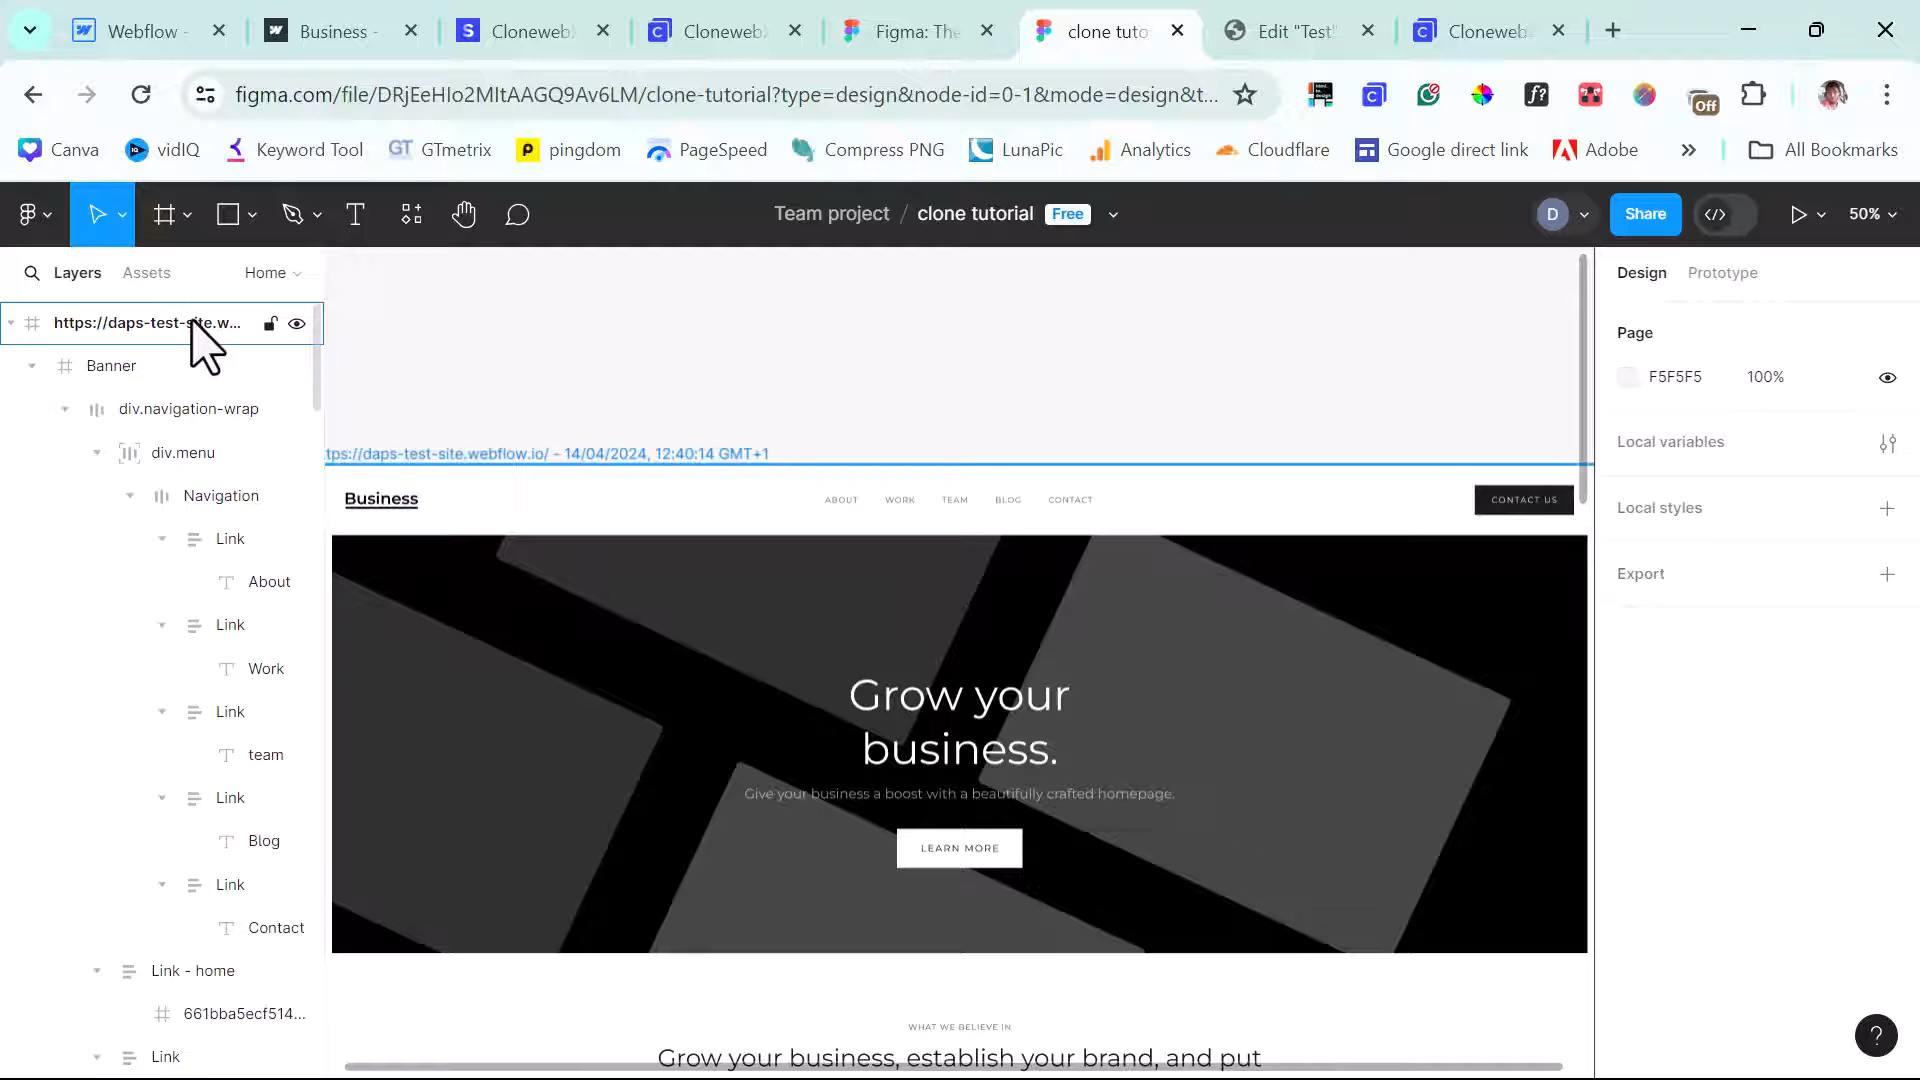 Webflow -
Business -
ClonewebX
ClonewebX
Figma: The
clone tuto
Edit "Test"
Cloneweb
figma.com/file/DRjEeHIo2MItAAGQ9Av6LM/clone-tutorial?type=design&node-id=0-1&mode=design&t...
Off
Canva
vidIQ
Keyword Tool
GT GTmetrix
pingdom
PageSpeed
Compress PNG
LunaPic
Analytics
Cloudflare
Google direct link
Adobe
All Bookmarks
Team project / clone tutorial Free
D
Share
50%
Layers
Assets
Home
Design
Prototype
https://daps-test-site.w...
Banner
div.navigation-wrap
div.menu
Navigation
Link
About
Link
Work
Link
team
Link
Blog
Link
Contact
Link - home
661bba5ecf514...
Link
tps://daps-test-site.webflow.io/ - 14/04/2024, 12:40:14 GMT+1
Business
ABOUT WORK TEAM BLOG CONTACT
CONTACT US
Grow your
business.
Give your business a boost with a beautifully crafted homepage.
LEARN MORE
WHAT WE BELIEVE IN
Grow your business, establish your brand, and put
Page
F5F5F5 100%
Local variables
Local styles
Export
?